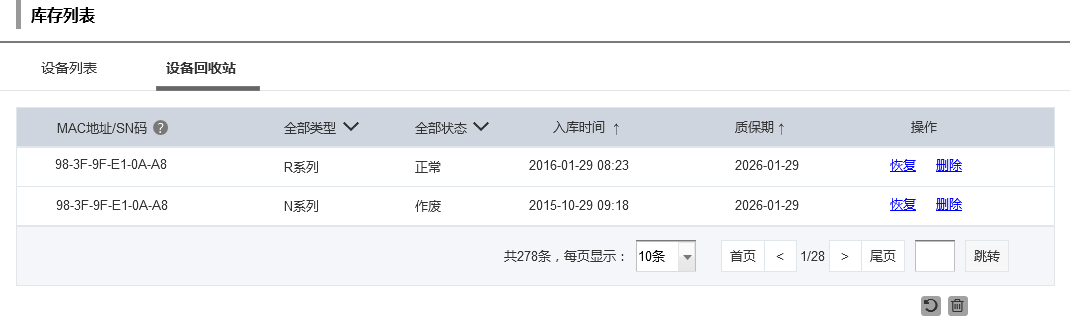 库存列表
设备列表 设备回收站
MAC地址/SN码 ? 全部类型 全部状态 入库时间 ↑ 质保期↑ 操作
98-3F-9F-E1-0A-A8 R系列 正常 2016-01-29 08:23 2026-01-29 恢复 删除
98-3F-9F-E1-0A-A8 N系列 作废 2015-10-29 09:18 2026-01-29 恢复 删除
共278条，每页显示： 10条 首页 < 1/28 > 尾页 跳转